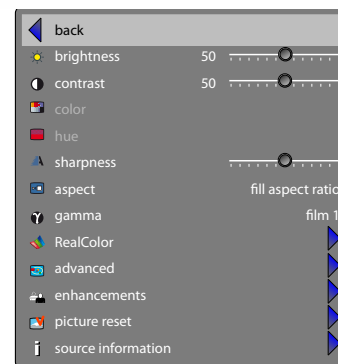 back
brightness 50
contrast 50
color
hue
sharpness
aspect fill aspect ratio
gamma film 1
RealColor
advanced
enhancements
picture reset
source information